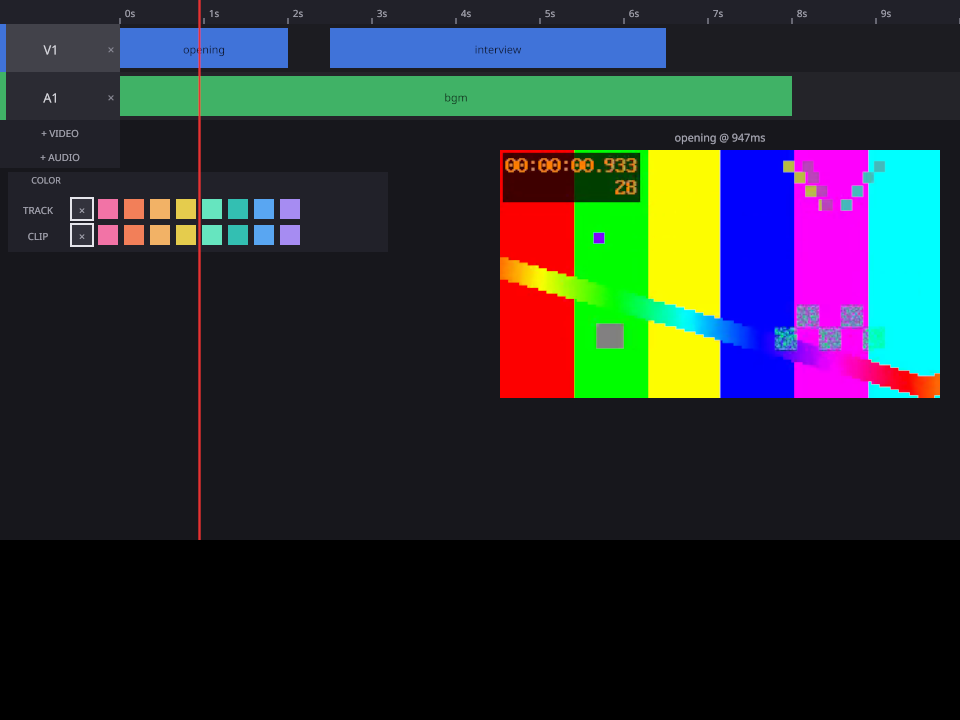 0s 1s 2s 3s 4s 5s 6s 7s 8s 9s
V1 × opening interview
A1 × bgm
+ VIDEO
+ AUDIO
opening @ 947ms
00:00:00.933
28
COLOR
TRACK ×
CLIP ×